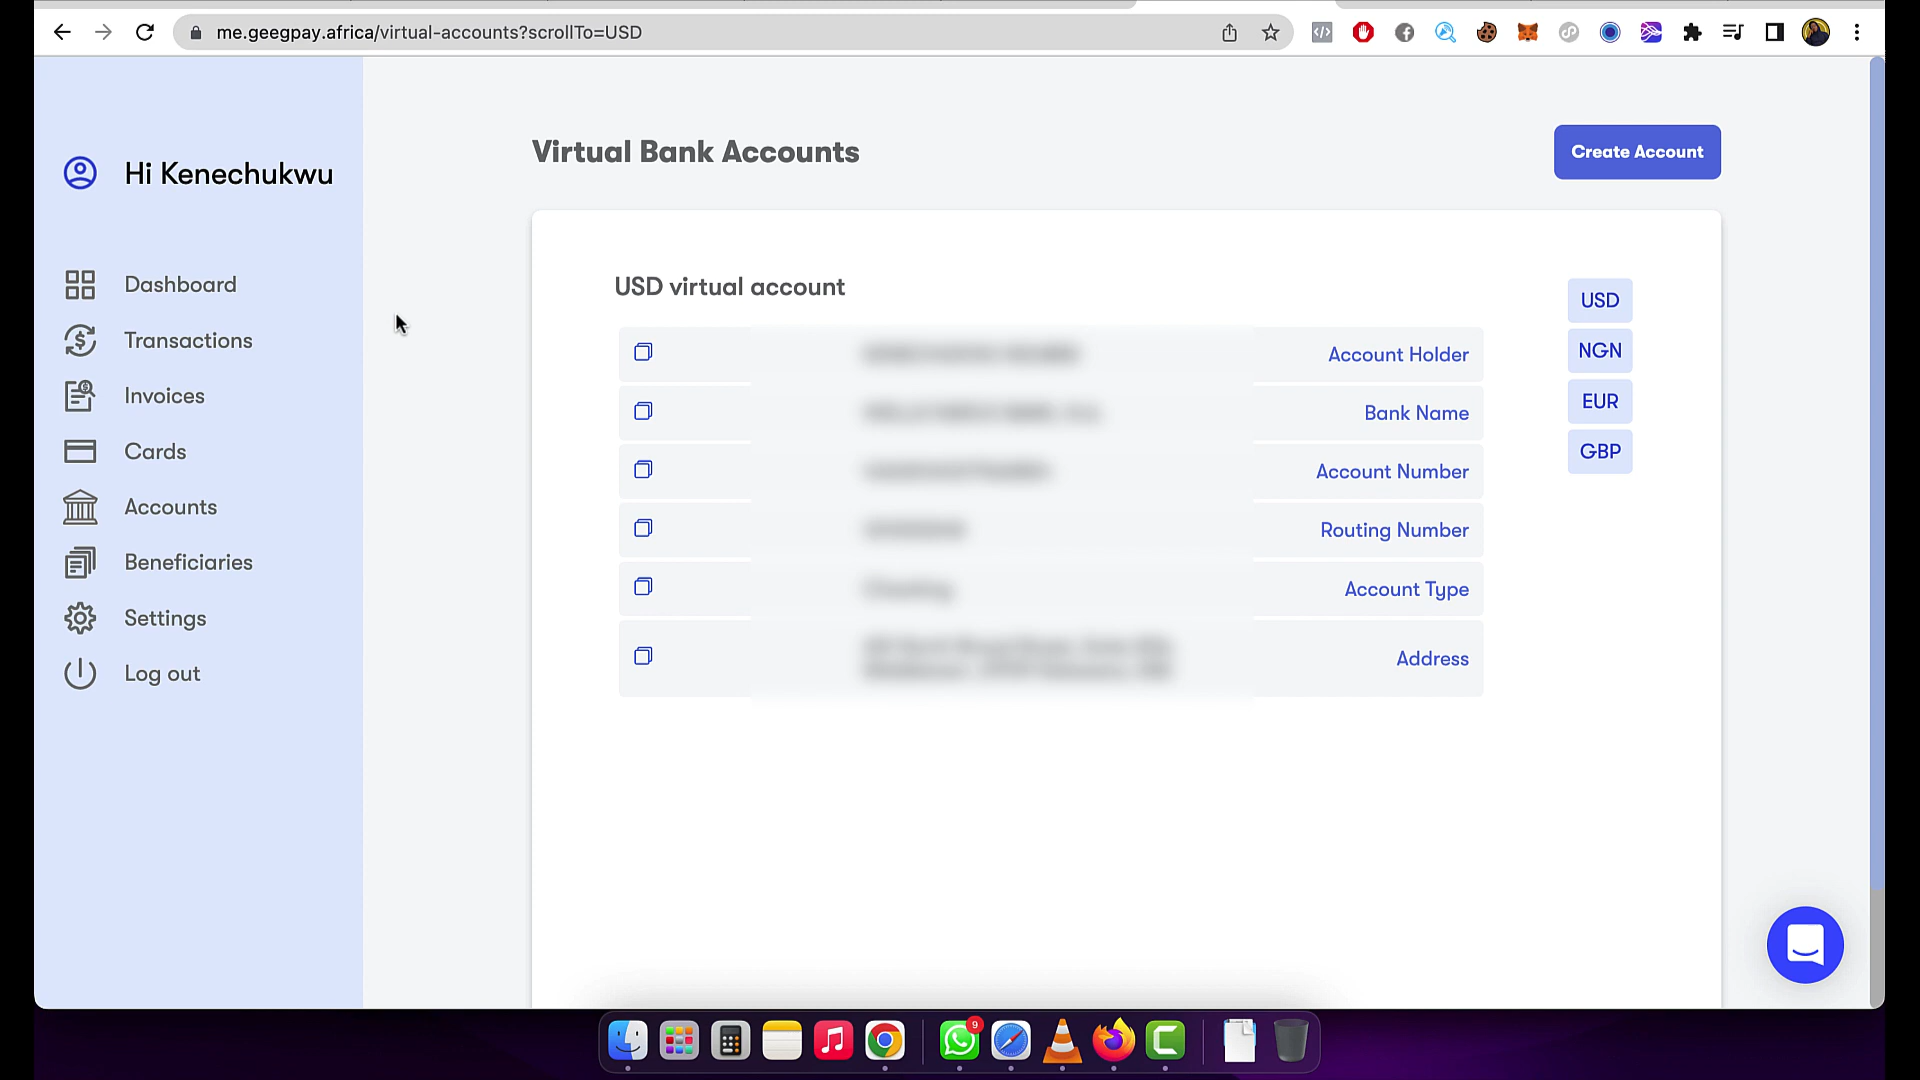 me.geegpay.africa/virtual-accounts?scrollTo=USD
Hi Kenechukwu
Dashboard
Transactions
Invoices
Cards
Accounts
Beneficiaries
Settings
Log out
Virtual Bank Accounts
Create Account
USD virtual account
Account Holder
Bank Name
Account Number
Routing Number
Account Type
Address
USD
NGN
EUR
GBP
9